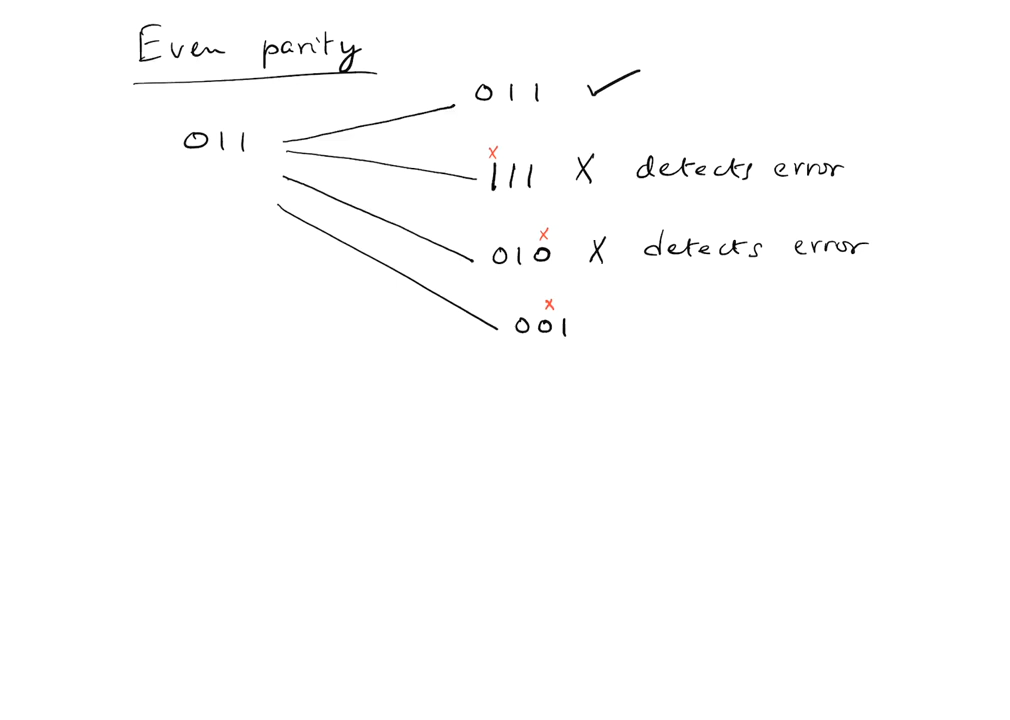 Even parity
011
011 ✓
x
111 X detects error
x
010 X detects error
x
001